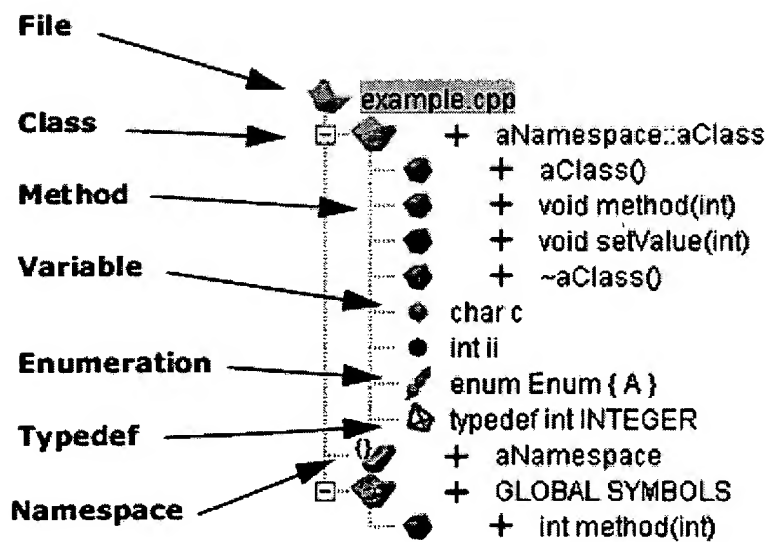 File
example.cpp
Class
+ aNamespace::aClass
+ aClass()
Method
+ void method(int)
+ void setValue(int)
Variable
+ ~aClass()
char c
int ii
Enumeration
enum Enum { A }
Typedef
typedef int INTEGER
{} + aNamespace
Namespace
+ GLOBAL SYMBOLS
+ int method(int)